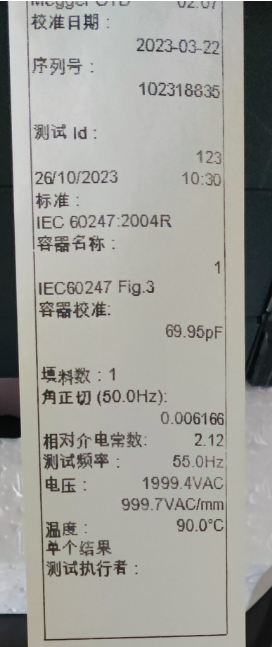 Megger OTD 02.07
校准日期：
2023-03-22
序列号：
102318835
测试 Id：
123
26/10/2023 10:30
标准：
IEC 60247:2004R
容器名称：
1
IEC60247 Fig.3
容器校准:
69.95pF
填料数：1
角正切 (50.0Hz):
0.006166
相对介电常数: 2.12
测试频率： 55.0Hz
电压： 1999.4VAC
999.7VAC/mm
温度： 90.0°C
单个结果
测试执行者：